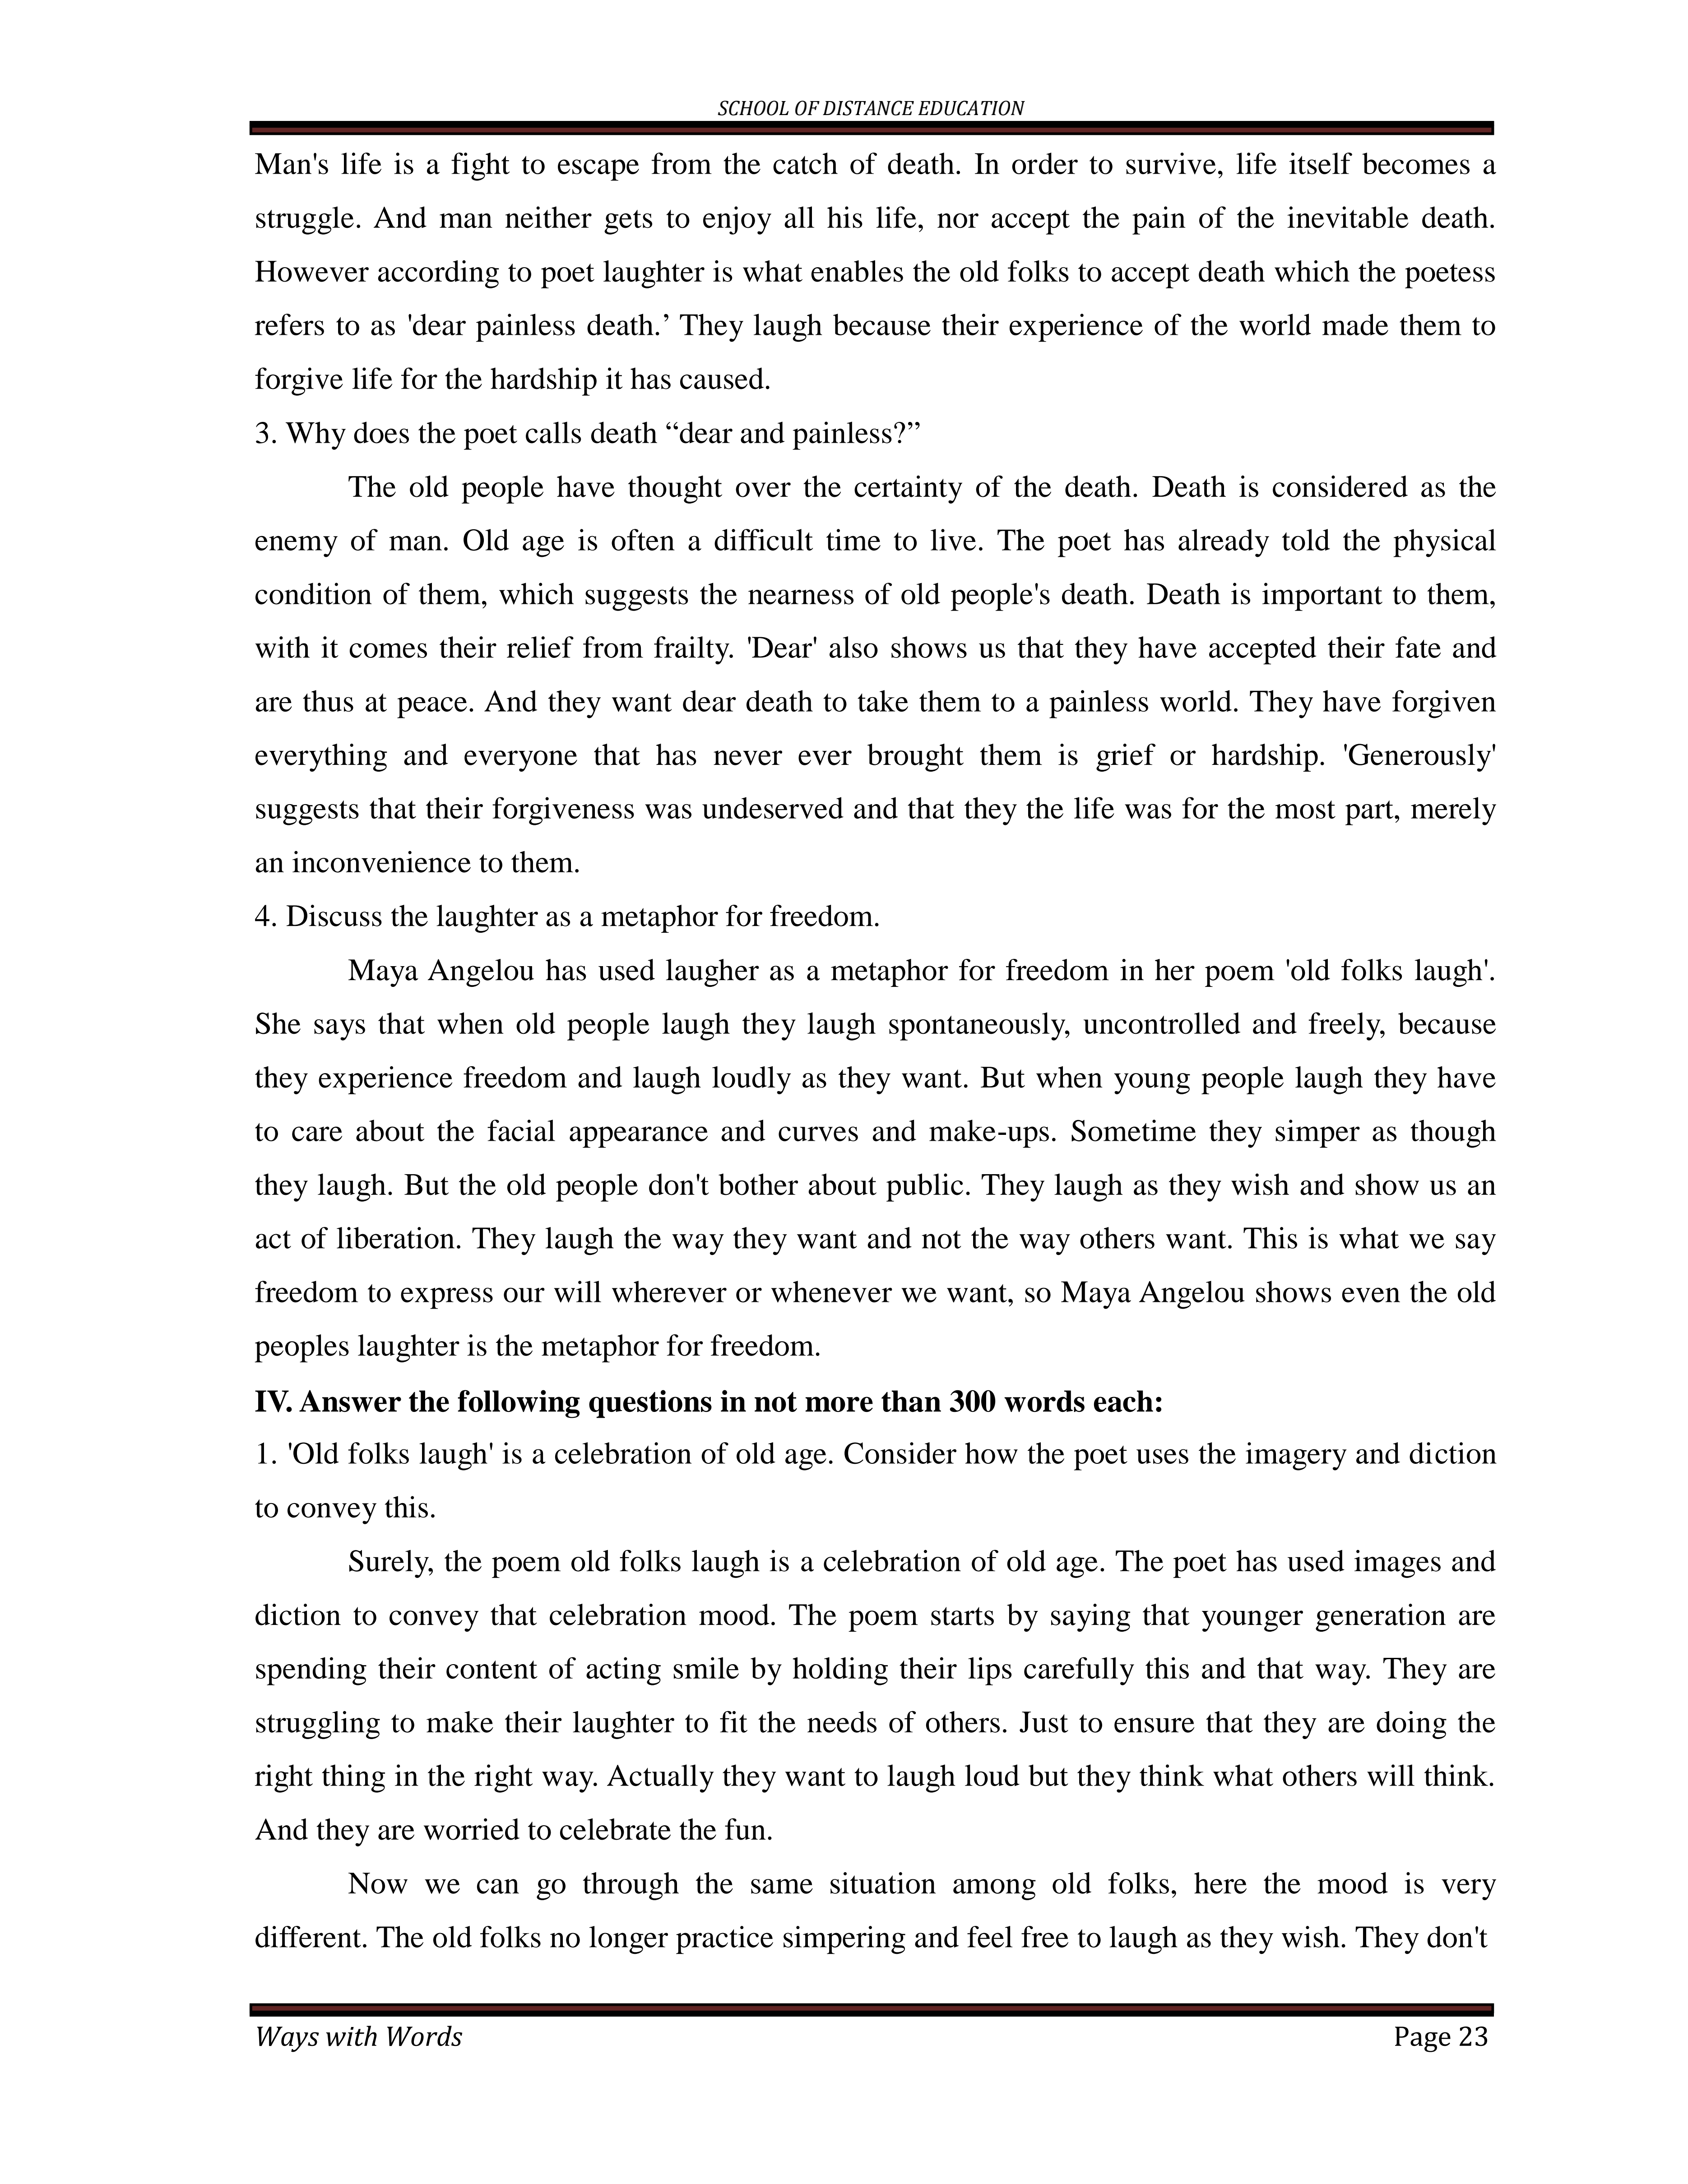 SCHOOL OF DISTANCE EDUCATION
Man's life is a fight to escape from the catch of death. In order to survive, life itself becomes a
struggle. And man neither gets to enjoy all his life, nor accept the pain of the inevitable death.
However according to poet laughter is what enables the old folks to accept death which the poetess
refers to as 'dear painless death.’ They laugh because their experience of the world made them to
forgive life for the hardship it has caused.
3. Why does the poet calls death “dear and painless?”
The old people have thought over the certainty of the death. Death is considered as the
enemy of man. Old age is often a difficult time to live. The poet has already told the physical
condition of them, which suggests the nearness of old people's death. Death is important to them,
with it comes their relief from frailty. 'Dear' also shows us that they have accepted their fate and
are thus at peace. And they want dear death to take them to a painless world. They have forgiven
everything and everyone that has never ever brought them is grief or hardship. 'Generously'
suggests that their forgiveness was undeserved and that they the life was for the most part, merely
an inconvenience to them.
4. Discuss the laughter as a metaphor for freedom.
Maya Angelou has used laugher as a metaphor for freedom in her poem 'old folks laugh'.
She says that when old people laugh they laugh spontaneously, uncontrolled and freely, because
they experience freedom and laugh loudly as they want. But when young people laugh they have
to care about the facial appearance and curves and make-ups. Sometime they simper as though
they laugh. But the old people don't bother about public. They laugh as they wish and show us an
act of liberation. They laugh the way they want and not the way others want. This is what we say
freedom to express our will wherever or whenever we want, so Maya Angelou shows even the old
peoples laughter is the metaphor for freedom.
IV. Answer the following questions in not more than 300 words each:
1. 'Old folks laugh' is a celebration of old age. Consider how the poet uses the imagery and diction
to convey this.
Surely, the poem old folks laugh is a celebration of old age. The poet has used images and
diction to convey that celebration mood. The poem starts by saying that younger generation are
spending their content of acting smile by holding their lips carefully this and that way. They are
struggling to make their laughter to fit the needs of others. Just to ensure that they are doing the
right thing in the right way. Actually they want to laugh loud but they think what others will think.
And they are worried to celebrate the fun.
Now we can go through the same situation among old folks, here the mood is very
different. The old folks no longer practice simpering and feel free to laugh as they wish. They don't
Ways with Words
Page 23